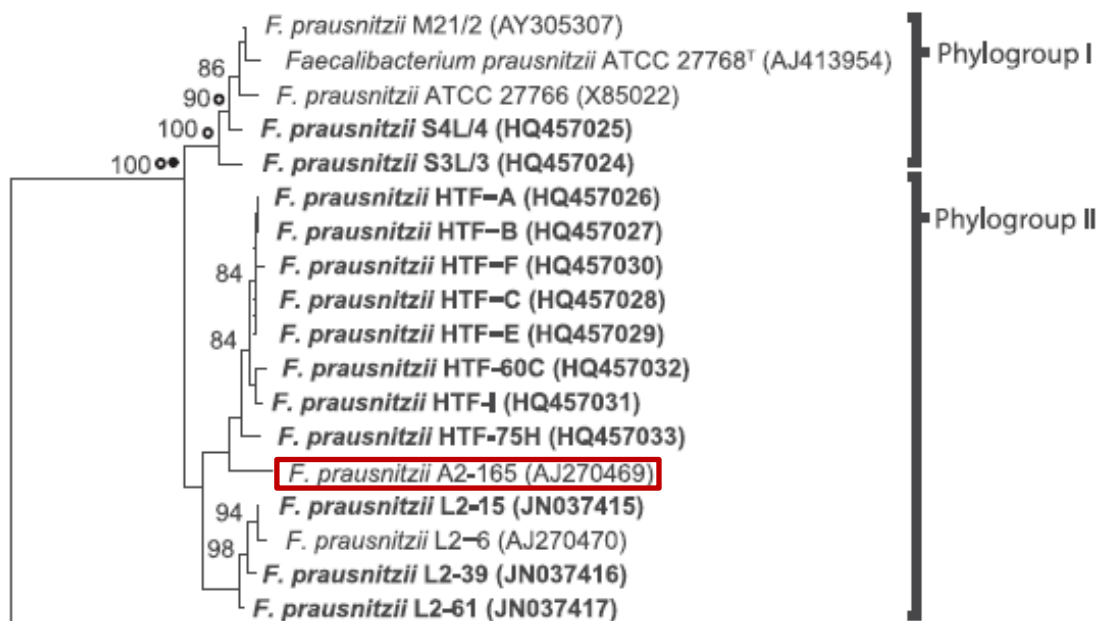 F. prausnitzii M21/2 (AY305307)
Faecalibacterium prausnitzii ATCC 27768ᵀ (AJ413954)
Phylogroup I
86
F. prausnitzii ATCC 27766 (X85022)
90
F. prausnitzii S4L/4 (HQ457025)
100
F. prausnitzii S3L/3 (HQ457024)
100
F. prausnitzii HTF–A (HQ457026)
Phylogroup II
F. prausnitzii HTF–B (HQ457027)
F. prausnitzii HTF–F (HQ457030)
84
F. prausnitzii HTF–C (HQ457028)
F. prausnitzii HTF–E (HQ457029)
84
F. prausnitzii HTF-60C (HQ457032)
F. prausnitzii HTF-I (HQ457031)
F. prausnitzii HTF-75H (HQ457033)
F. prausnitzii A2-165 (AJ270469)
F. prausnitzii L2-15 (JN037415)
94
F. prausnitzii L2–6 (AJ270470)
98
F. prausnitzii L2-39 (JN037416)
F. prausnitzii L2-61 (JN037417)